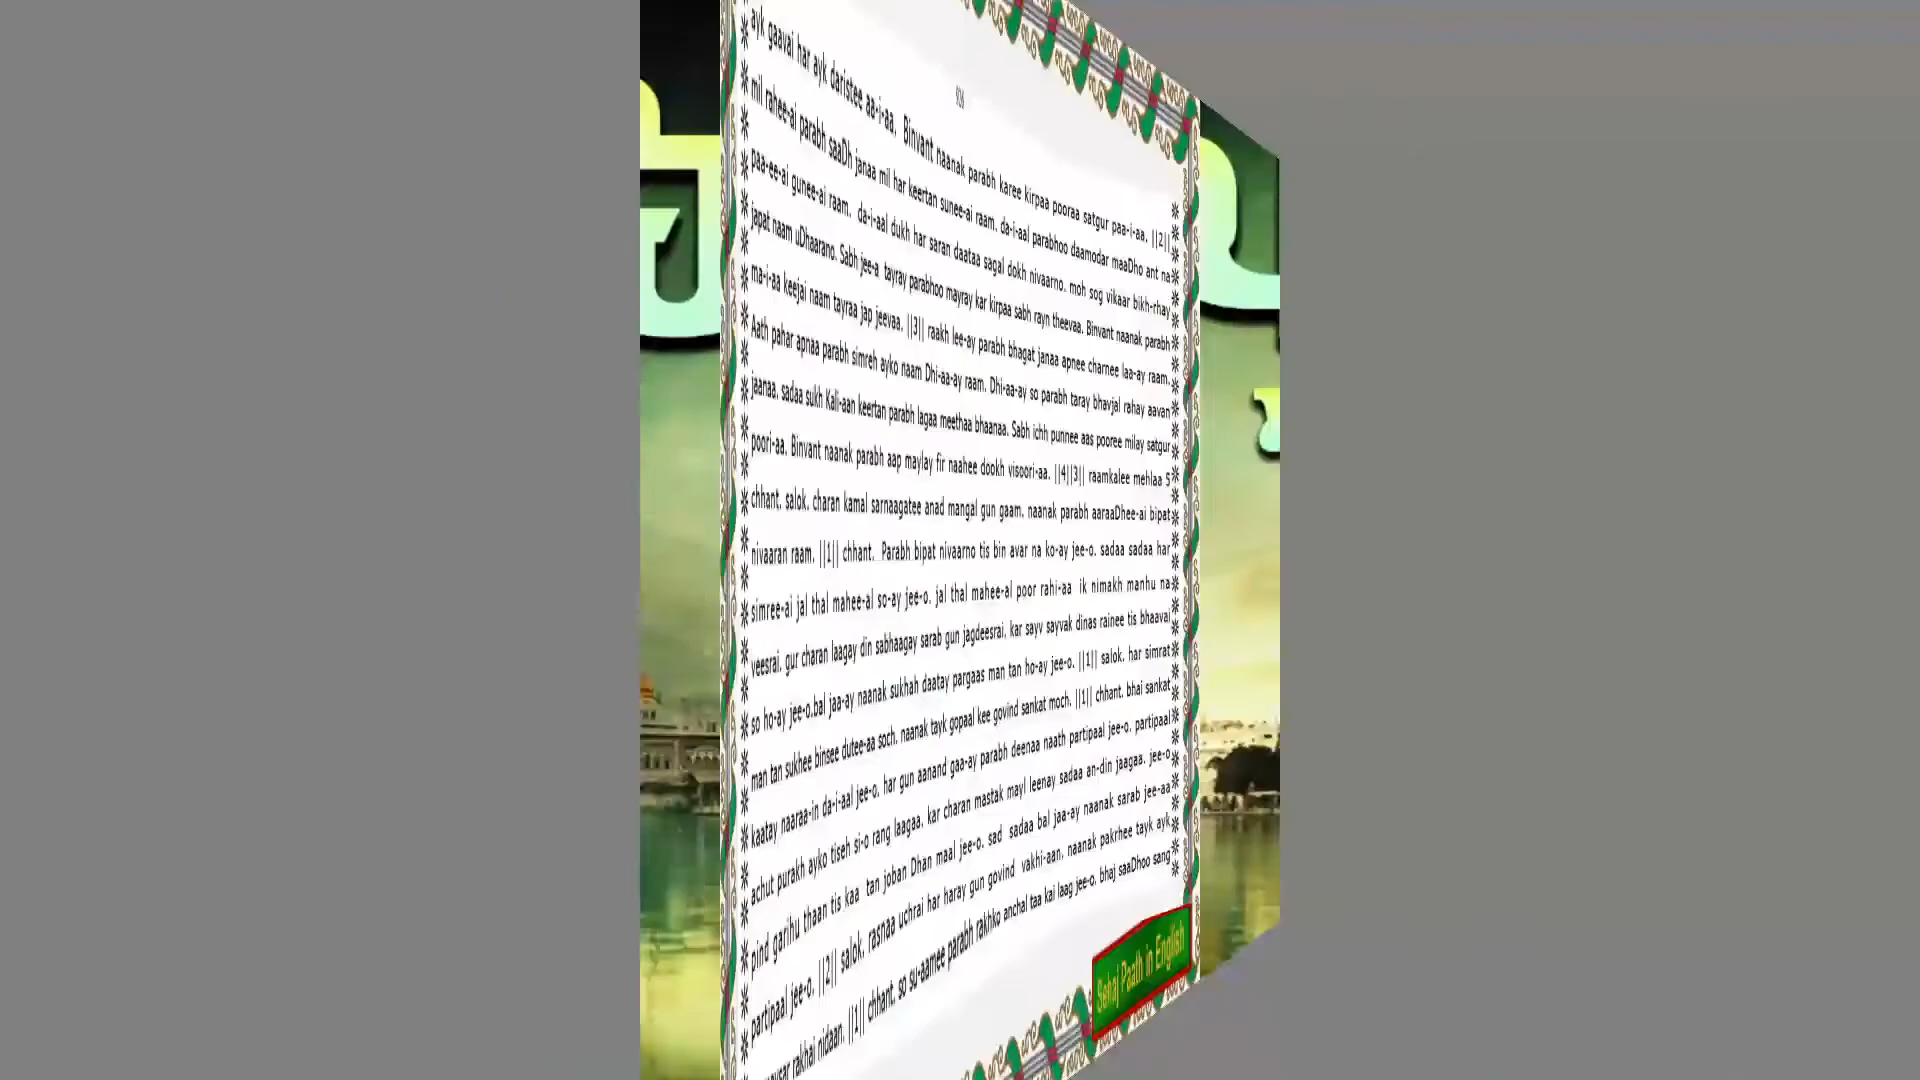 926
ayk gaavai har ayk daristee aa-i-aa. Binvant naanak parabh karee kirpaa pooraa satgur paa-i-aa. ||2||
mil rahee-ai parabh saaDh janaa mil har keertan sunee-ai raam. da-i-aal parabhoo daamodar maaDho ant na
paa-ee-ai gunee-ai raam. da-i-aal dukh har saran daataa sagal dokh nivaarno. moh sog vikaar bikh-rhay
japat naam uDhaarano. Sabh jee-a tayray parabhoo mayray kar kirpaa sabh rayn theevaa. Binvant naanak parabh
ma-i-aa keejai naam tayraa jap jeevaa. ||3|| raakh lee-ay parabh bhagat janaa apnee charnee laa-ay raam.
Aath pahar apnaa parabh simreh ayko naam Dhi-aa-ay raam. Dhi-aa-ay so parabh taray bhavjal rahay aavan
jaanaa. sadaa sukh Kali-aan keertan parabh lagaa meethaa bhaanaa. Sabh ichh punnee aas pooree milay satgur
poori-aa. Binvant naanak parabh aap maylay fir naahee dookh visoori-aa. ||4||3|| raamkalee mehlaa 5
chhant. salok. charan kamal sarnaagatee anad mangal gun gaam. naanak parabh aaraaDhee-ai bipat
nivaaran raam. ||1|| chhant. Parabh bipat nivaarno tis bin avar na ko-ay jee-o. sadaa sadaa har
simree-ai jal thal mahee-al so-ay jee-o. jal thal mahee-al poor rahi-aa ik nimakh manhu na
veesrai. gur charan laagay din sabhaagay sarab gun jagdeesrai. kar sayv sayvak dinas rainee tis bhaavai
so ho-ay jee-o.bal jaa-ay naanak sukhah daatay pargaas man tan ho-ay jee-o. ||1|| salok. har simrat
man tan sukhee binsee dutee-aa soch. naanak tayk gopaal kee govind sankat moch. ||1|| chhant. bhai sankat
kaatay naaraa-in da-i-aal jee-o. har gun aanand gaa-ay parabh deenaa naath partipaal jee-o. partipaal
achut purakh ayko tiseh si-o rang laagaa. kar charan mastak mayl leenay sadaa an-din jaagaa. jee-o
pind garihu thaan tis kaa tan joban Dhan maal jee-o. sad sadaa bal jaa-ay naanak sarab jee-aa
partipaal jee-o. ||2|| salok. rasnaa uchrai har haray gun govind vakhi-aan. naanak pakrhee tayk ayk
rakhai nidaan. ||1|| chhant. so su-aamee parabh rakhko anchal taa kai laag jee-o. bhaj saaDhoo sang
Sehaj Paath in English